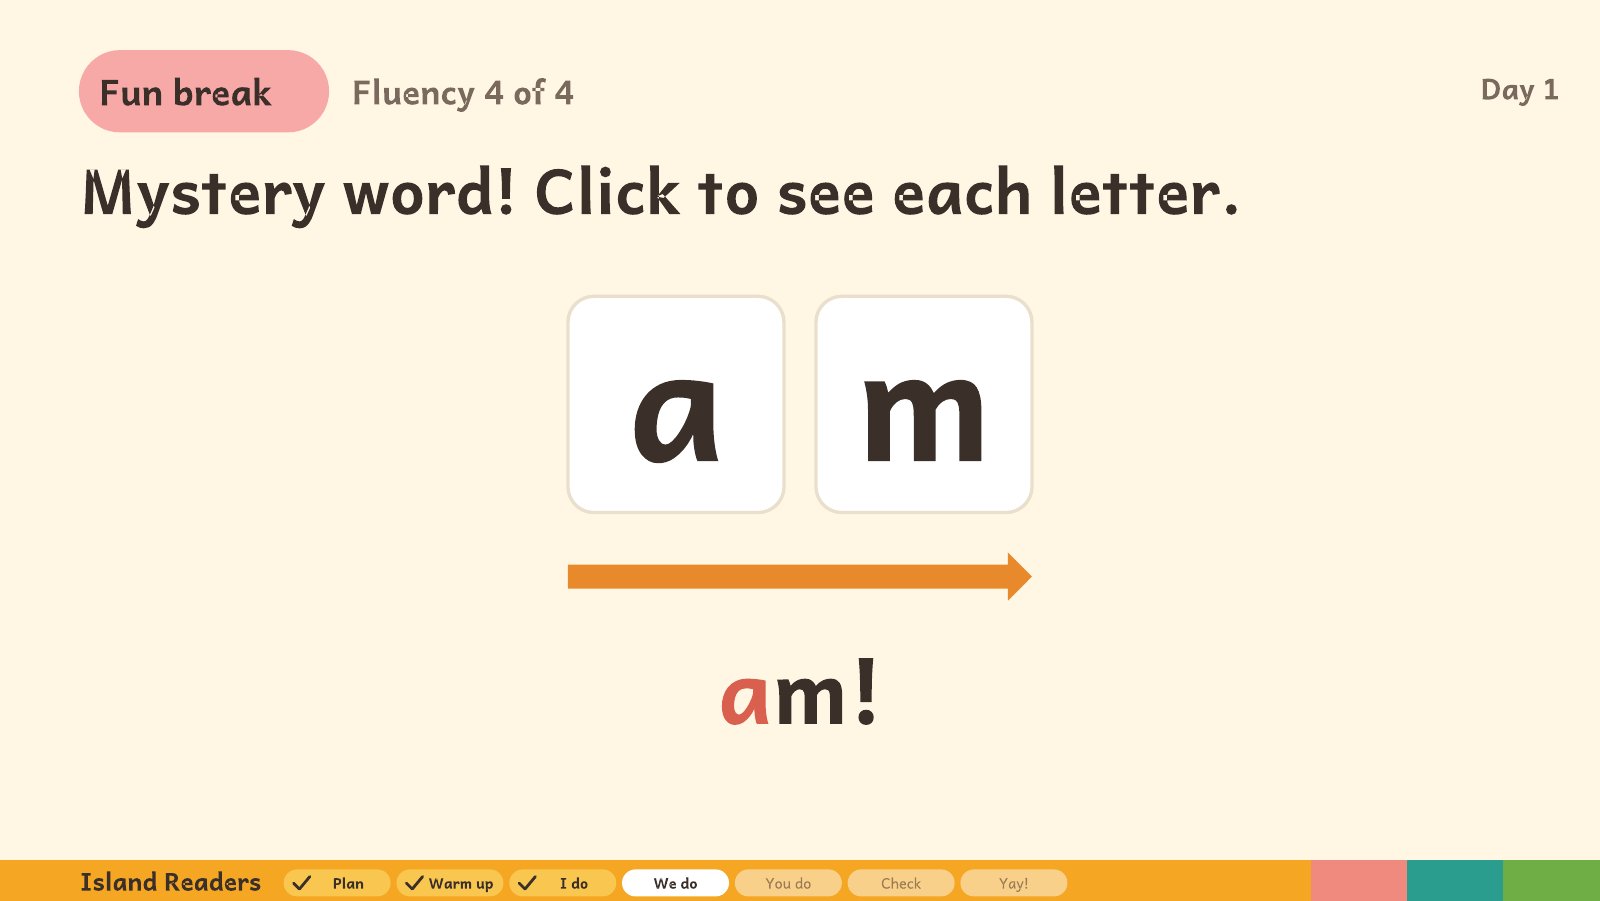 Fun break
Fluency 4 of 4
Day 1
Mystery word! Click to see each letter.
a m
am!
Island Readers
Plan
Warm up
I do
We do
You do
Check
Yay!